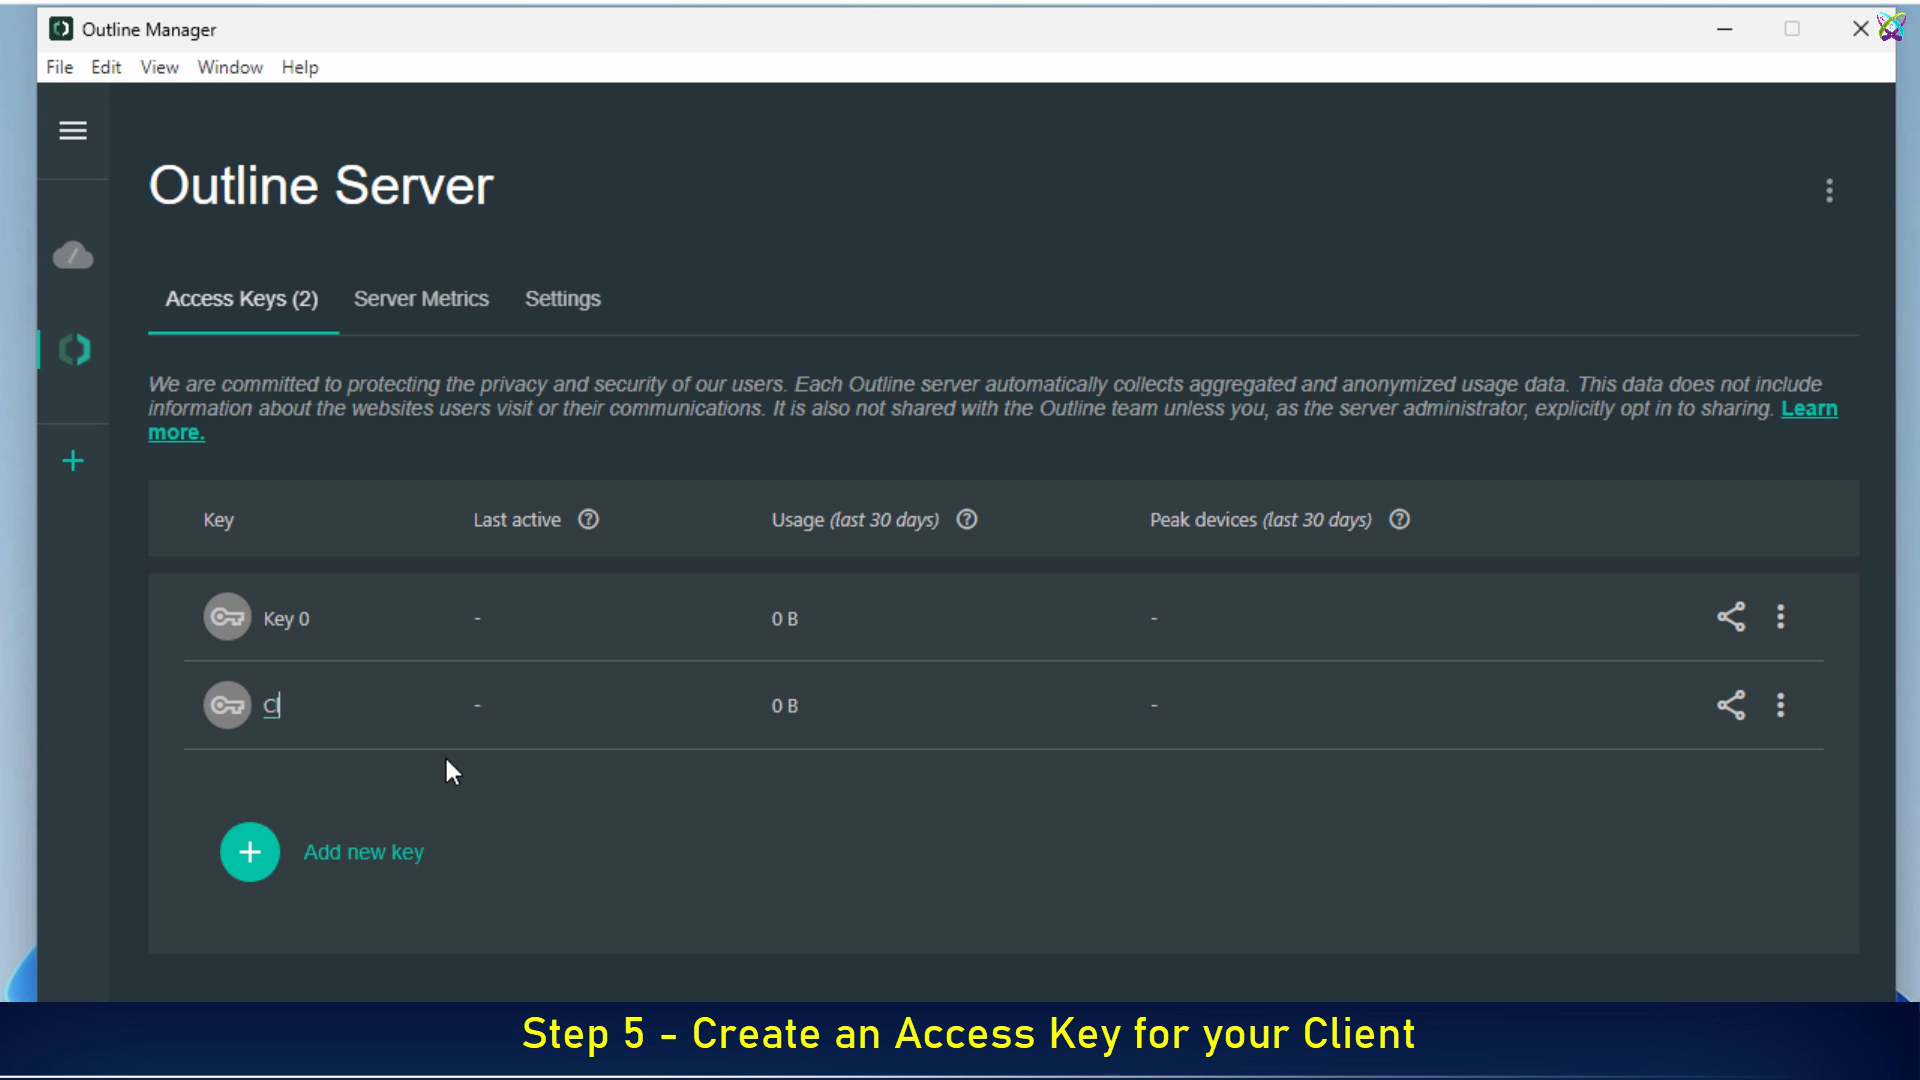 Outline Manager
File Edit View Window Help
Outline Server
Access Keys (2) Server Metrics Settings
We are committed to protecting the privacy and security of our users. Each Outline server automatically collects aggregated and anonymized usage data. This data does not include
information about the websites users visit or their communications. It is also not shared with the Outline team unless you, as the server administrator, explicitly opt in to sharing. Learn
more.
Key Last active Usage (last 30 days) Peak devices (last 30 days)
Key 0 - 0 B -
Cl - 0 B -
Add new key
Step 5 - Create an Access Key for your Client